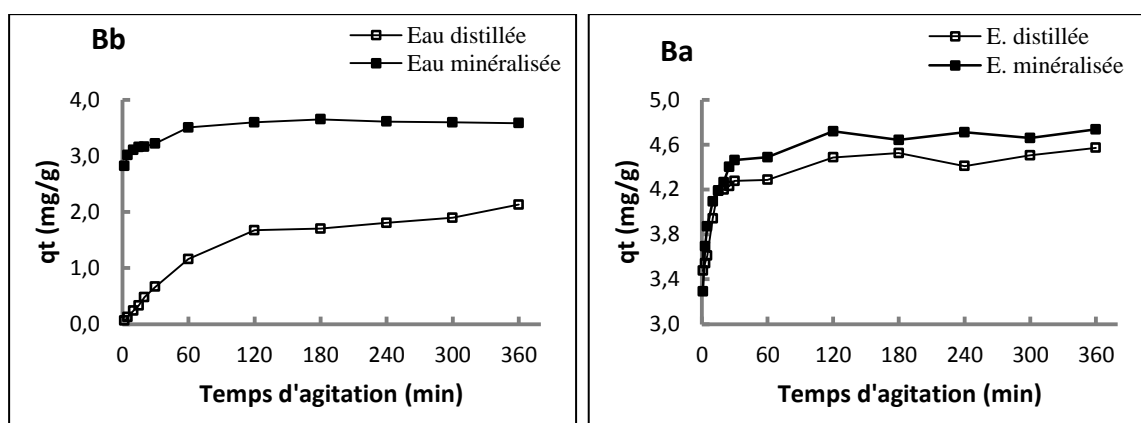 Bb
Eau distillée
Eau minéralisée
4,0
3,0
2,0
1,0
0,0
qt (mg/g)
0 60 120 180 240 300 360
Temps d'agitation (min)
Ba
E. distillée
E. minéralisée
5,0
4,6
4,2
3,8
3,4
3,0
qt (mg/g)
0 60 120 180 240 300 360
Temps d'agitation (min)